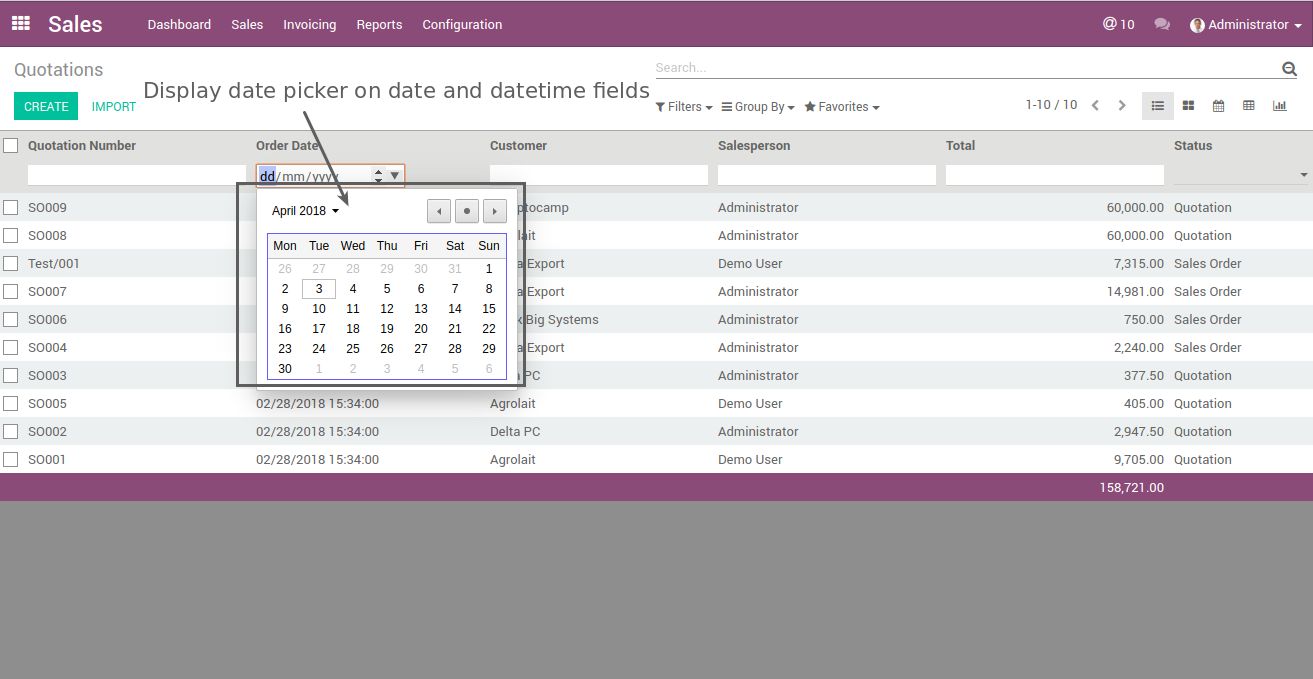 Sales Dashboard Sales Invoicing Reports Configuration @ 10 Administrator
Quotations
Search...
Display date picker on date and datetime fields
CREATE IMPORT
Filters Group By Favorites 1-10 / 10
Quotation Number Order Date Customer Salesperson Total Status
dd/mm/yyyy
SO009 ptocamp Administrator 60,000.00 Quotation
April 2018
SO008 lait Administrator 60,000.00 Quotation
Mon Tue Wed Thu Fri Sat Sun
Test/001 Export Demo User 7,315.00 Sales Order
26 27 28 29 30 31 1
2 3 4 5 6 7 8
SO007 Export Administrator 14,981.00 Sales Order
9 10 11 12 13 14 15
SO006 Big Systems Administrator 750.00 Sales Order
16 17 18 19 20 21 22
SO004 Export Administrator 2,240.00 Sales Order
23 24 25 26 27 28 29
SO003 PC Administrator 377.50 Quotation
30 1 2 3 4 5 6
SO005 02/28/2018 15:34:00 Agrolait Demo User 405.00 Quotation
SO002 02/28/2018 15:34:00 Delta PC Administrator 2,947.50 Quotation
SO001 02/28/2018 15:34:00 Agrolait Demo User 9,705.00 Quotation
158,721.00